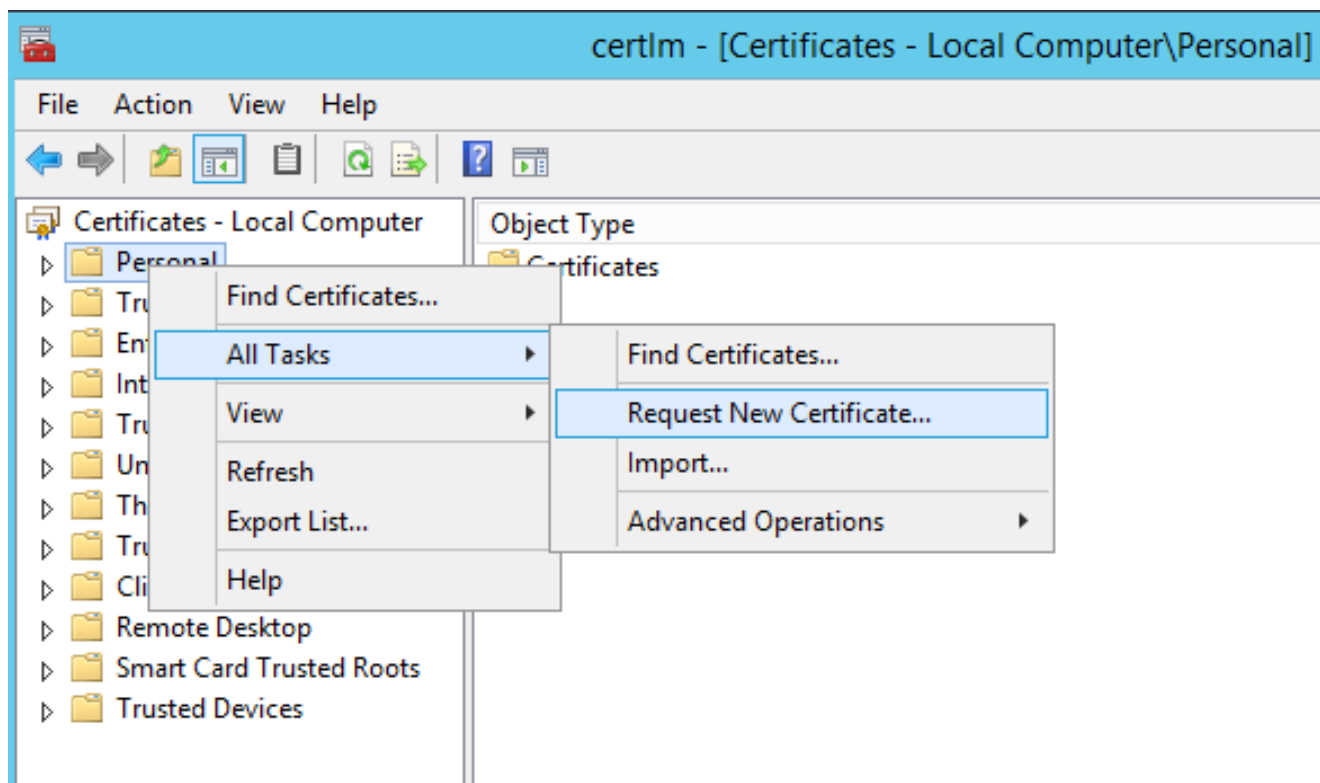 certlm - [Certificates - Local Computer\Personal]
File Action View Help
Certificates - Local Computer
Object Type
Personal
Certificates
Find Certificates...
All Tasks
View
Refresh
Export List...
Help
Find Certificates...
Request New Certificate...
Import...
Advanced Operations
Remote Desktop
Smart Card Trusted Roots
Trusted Devices